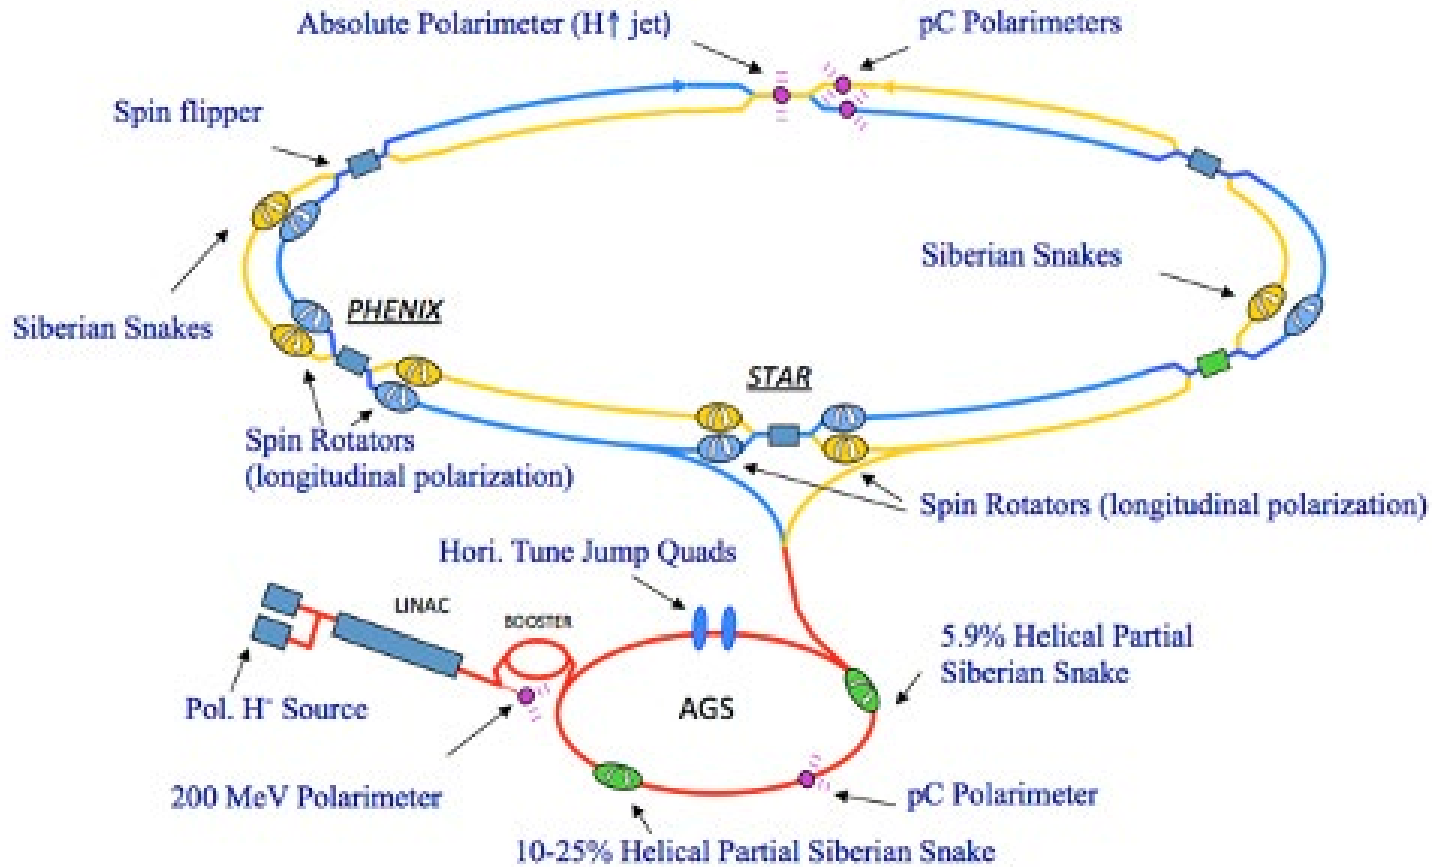 Absolute Polarimeter (H↑ jet)
pC Polarimeters
Spin flipper
Siberian Snakes
Siberian Snakes
PHENIX
STAR
Spin Rotators
(longitudinal polarization)
Spin Rotators (longitudinal polarization)
Hori. Tune Jump Quads
LINAC
BOOSTER
5.9% Helical Partial
Siberian Snake
AGS
Pol. H⁻ Source
200 MeV Polarimeter
pC Polarimeter
10-25% Helical Partial Siberian Snake